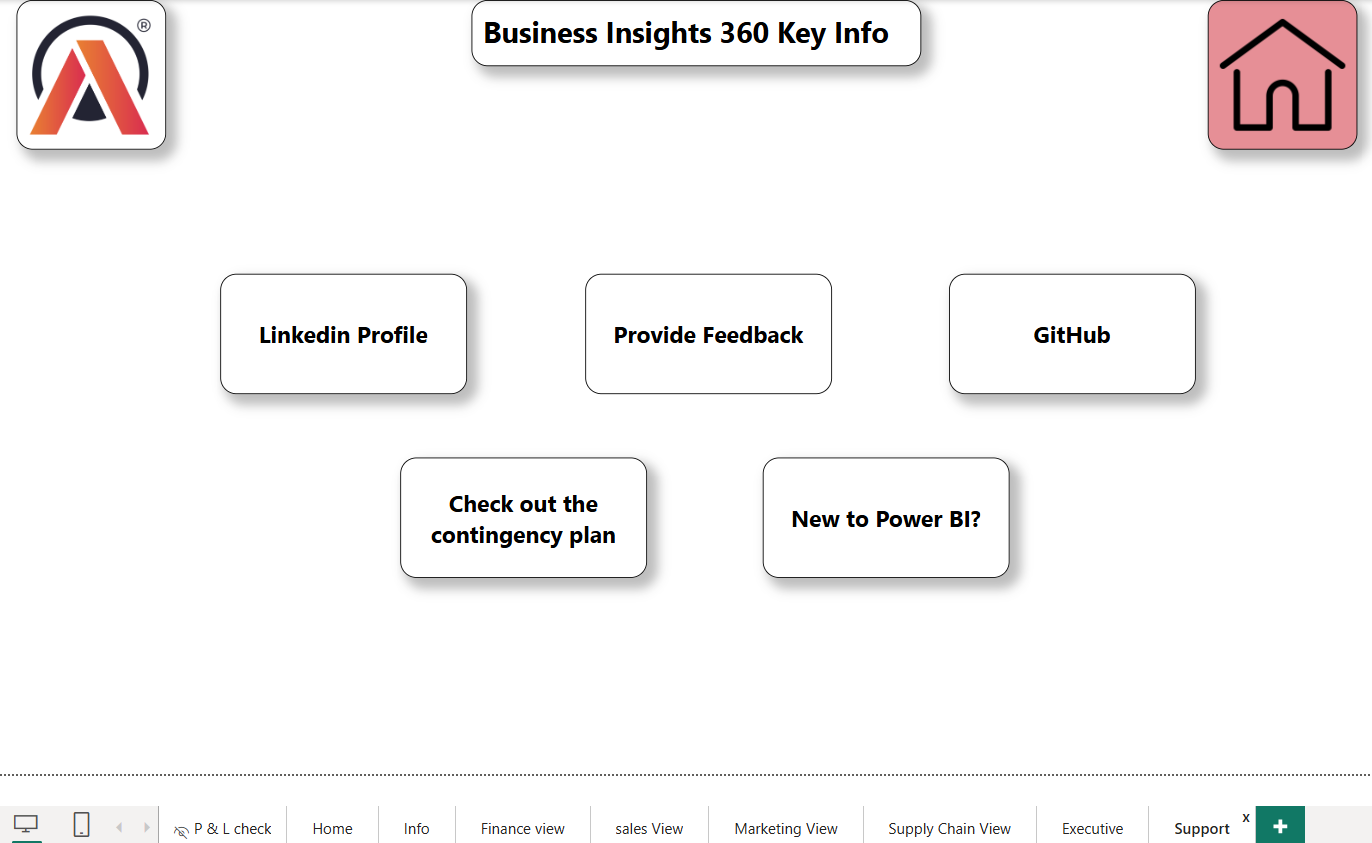 ®
Business Insights 360 Key Info
Linkedin Profile
Provide Feedback
GitHub
Check out the
contingency plan
New to Power BI?
P & L check
Home
Info
Finance view
sales View
Marketing View
Supply Chain View
Executive
Support
x